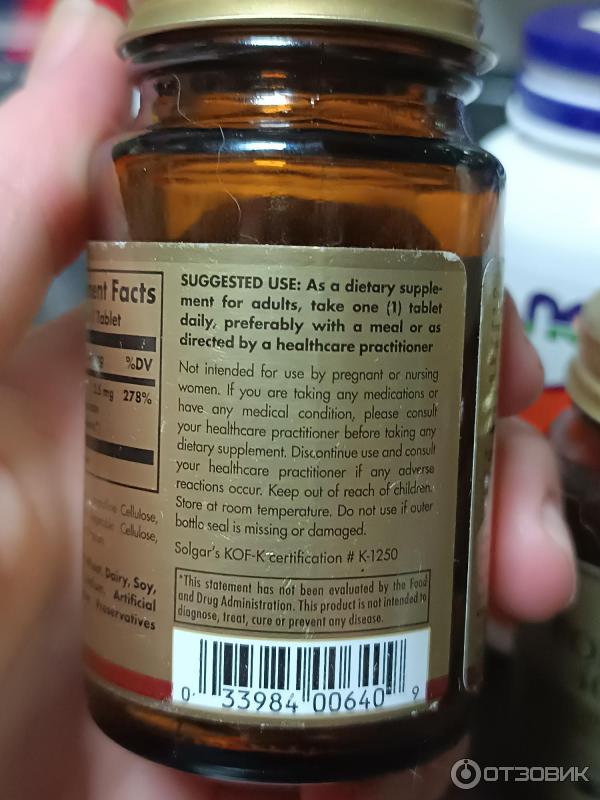 ment Facts
Tablet
%DV
2.5 mg 278%
Cellulose,
Vegetable Cellulose,
Wheat, Dairy, Soy,
Artificial
Preservatives
SUGGESTED USE: As a dietary supple-
ment for adults, take one (1) tablet
daily, preferably with a meal or as
directed by a healthcare practitioner
Not intended for use by pregnant or nursing
women. If you are taking any medications or
have any medical condition, please consult
your healthcare practitioner before taking any
dietary supplement. Discontinue use and consult
your healthcare practitioner if any adverse
reactions occur. Keep out of reach of children.
Store at room temperature. Do not use if outer
bottle seal is missing or damaged.
Solgar's KOF-K certification # K-1250
*This statement has not been evaluated by the Food
and Drug Administration. This product is not intended to
diagnose, treat, cure or prevent any disease.
0 33984 00640 9
ОТЗОВИК